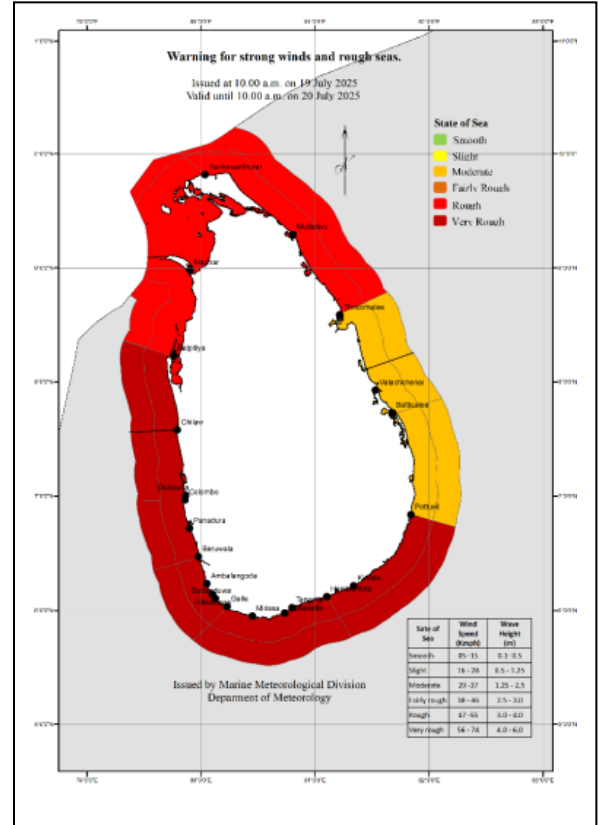 Warning for strong winds and rough seas.
Issued at 10.00 a.m. on 19 July 2025
Valid until 10.00 a.m. on 20 July 2025
State of Sea
Smooth
Slight
Moderate
Fairly Rough
Rough
Very Rough
Kankesanthurai
Mullaitivu
Mannar
Trincomalee
Kalpitiya
Valachchenai
Batticaloa
Chilaw
Colombo
Pottuvil
Panadura
Beruwala
Ambalangoda
Galle
Mirissa
Sate of Sea | Wind Speed (Kmph) | Wave Height (m)
Smooth | 05 -15 | 0.1- 0.5
Slight | 16 - 28 | 0.5 - 1.25
Moderate | 29 -37 | 1.25 - 2.5
Fairly rough | 38 - 46 | 2.5 - 3.0
Rough | 47 -55 | 3.0 - 4.0
Very rough | 56 - 74 | 4.0 - 6.0
Issued by Marine Meteorological Division
Deparment of Meteorology